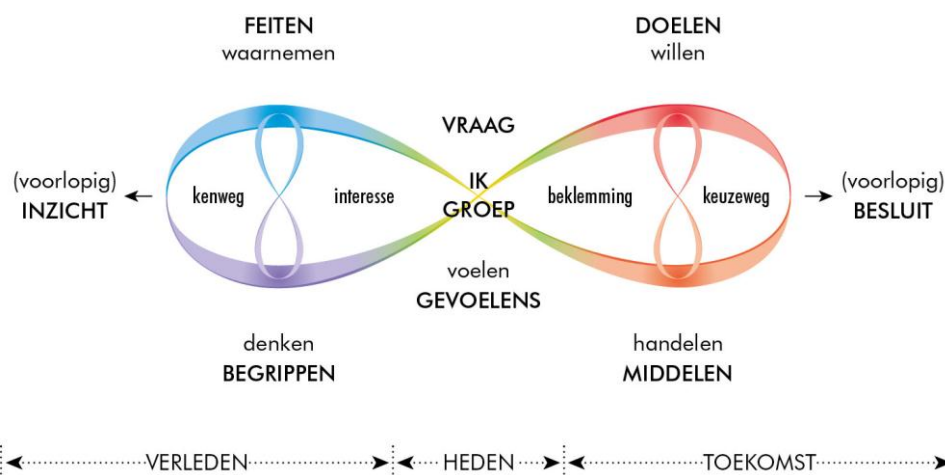 FEITEN
waarnemen
DOELEN
willen
VRAAG
(voorlopig)
INZICHT
kenweg
interesse
IK
GROEP
beklemming
keuzeweg
(voorlopig)
BESLUIT
voelen
GEVOELENS
denken
BEGRIPPEN
handelen
MIDDELEN
VERLEDEN
HEDEN
TOEKOMST